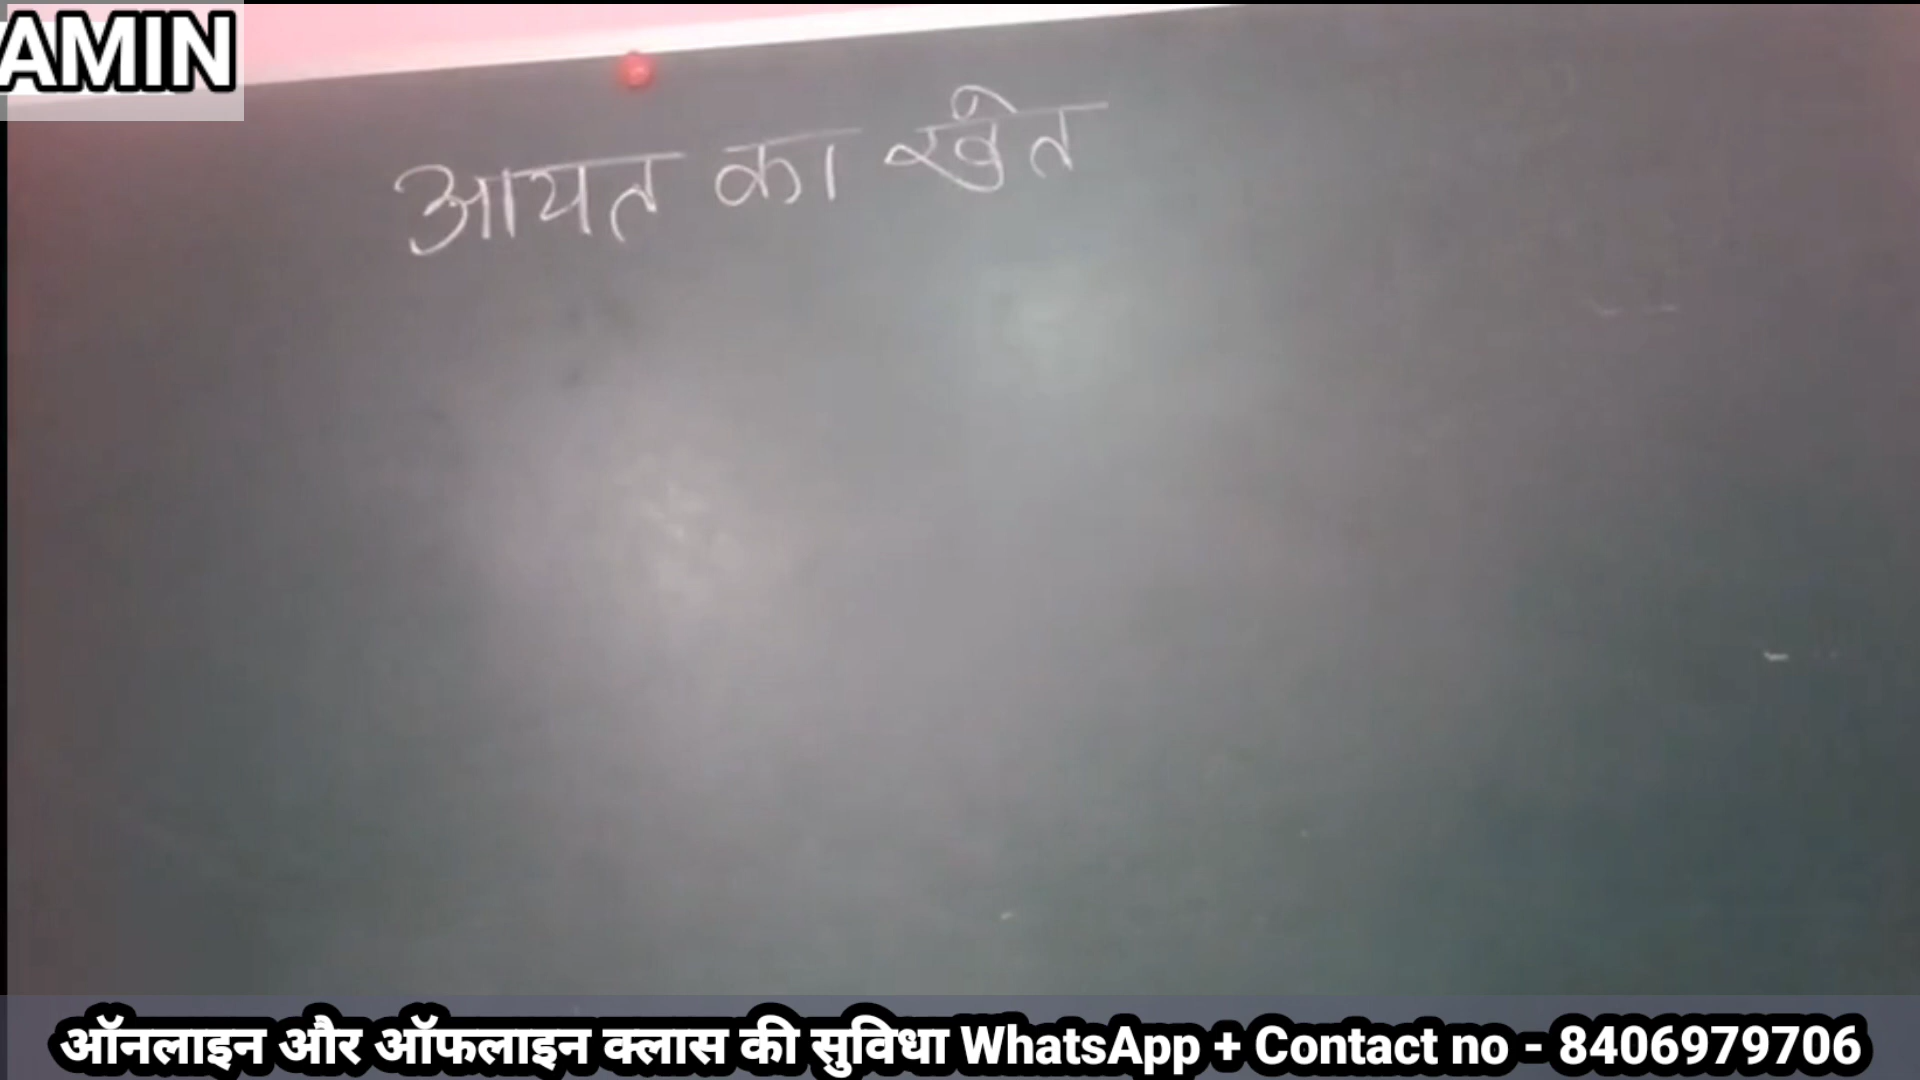 AMIN
आयत का खेत
ऑनलाइन और ऑफलाइन क्लास की सुविधा WhatsApp + Contact no - 8406979706